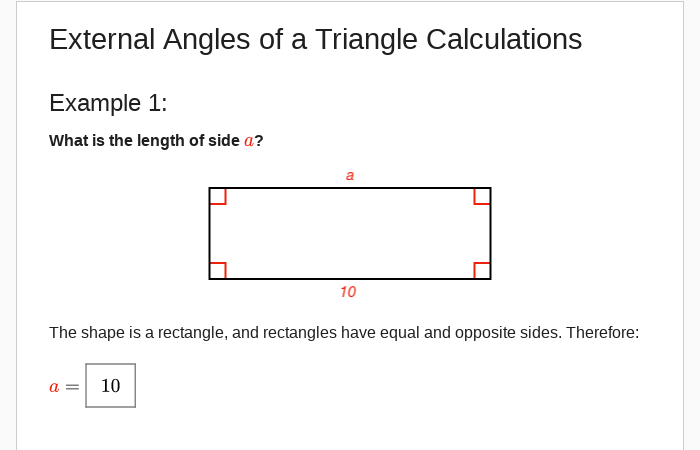 External Angles of a Triangle Calculations
Example 1:
What is the length of side a?
a
10
The shape is a rectangle, and rectangles have equal and opposite sides. Therefore:
a = 10